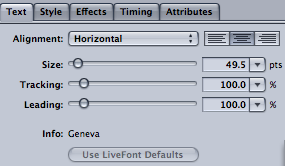 Text Style Effects Timing Attributes
Alignment: Horizontal
Size: 49.5 pts
Tracking: 100.0 %
Leading: 100.0 %
Info: Geneva
Use LiveFont Defaults